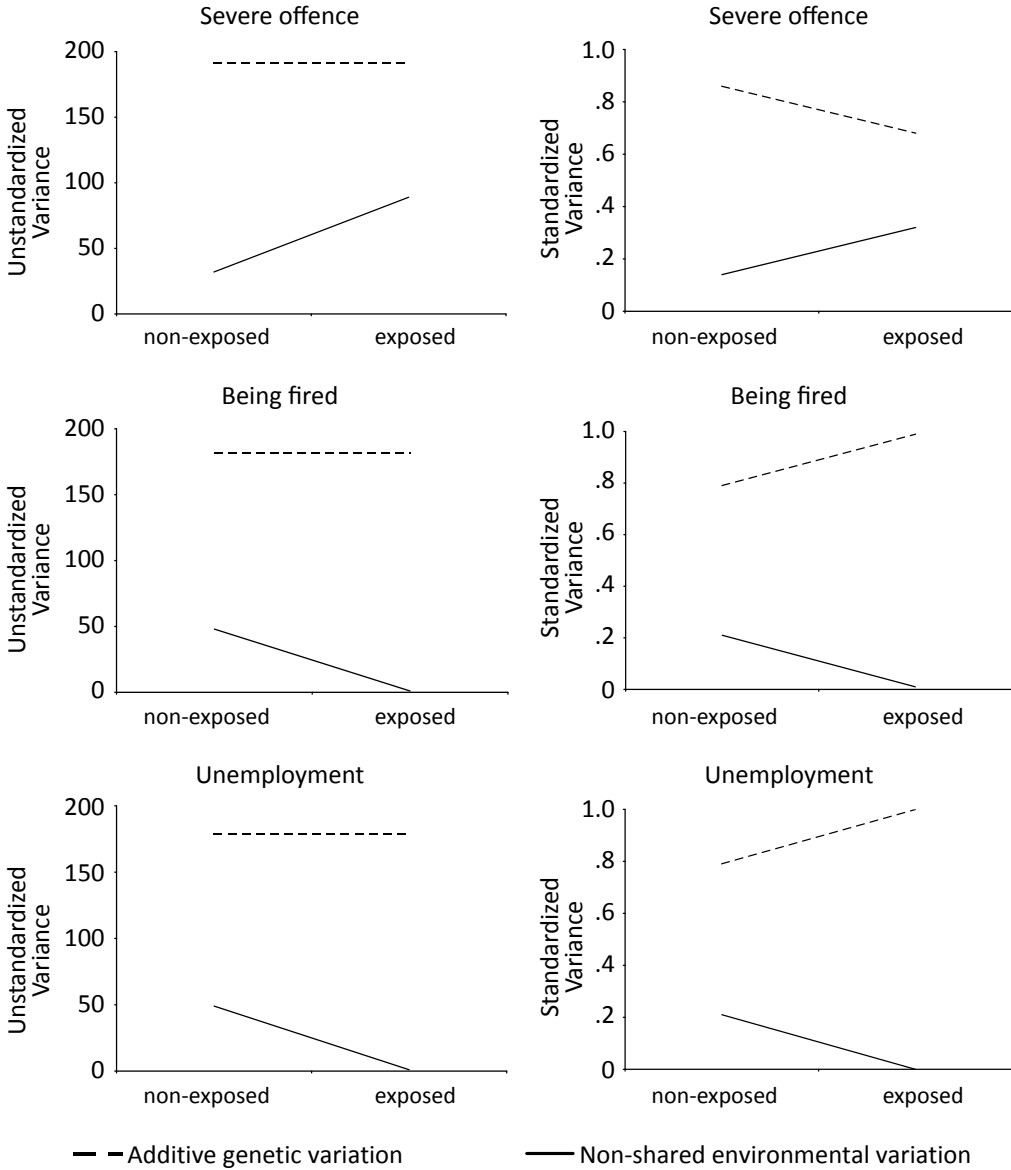 Severe offence
200
150
100
50
0
Unstandardized
Variance
non-exposed exposed
Severe offence
1.0
.8
.6
.4
.2
0
Standardized
Variance
non-exposed exposed
Being fired
200
150
100
50
0
Unstandardized
Variance
non-exposed exposed
Being fired
1.0
.8
.6
.4
.2
0
Standardized
Variance
non-exposed exposed
Unemployment
200
150
100
50
0
Unstandardized
Variance
non-exposed exposed
Unemployment
1.0
.8
.6
.4
.2
0
Standardized
Variance
non-exposed exposed
Additive genetic variation Non-shared environmental variation